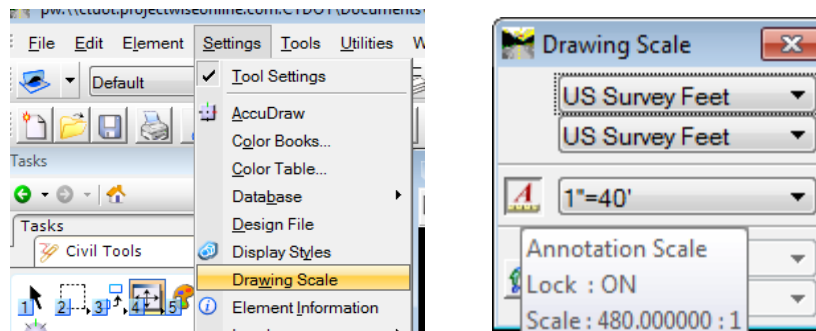 pw:\\ctdot.projectwiseonline.com:CTDOT\Documents
File Edit Element Settings Tools Utilities W
Default
Tool Settings
AccuDraw
Color Books...
Color Table...
Database
Design File
Display Styles
Drawing Scale
Element Information
Tasks
Tasks
Civil Tools
1 2 3 4 5
Drawing Scale
US Survey Feet
US Survey Feet
A 1"=40'
Annotation Scale
Lock : ON
Scale : 480.000000 : 1